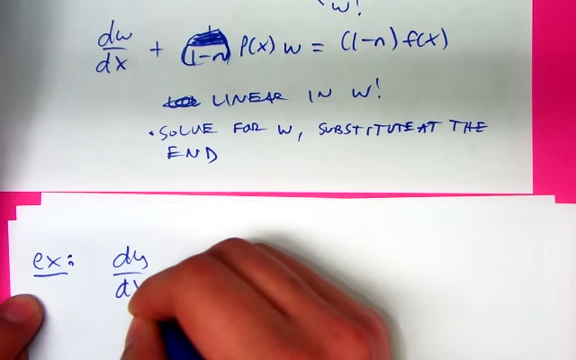 w!
dw/dx + (1-n) P(x) w = (1-n) f(x)
LINEAR IN W!
• SOLVE FOR W, SUBSTITUTE AT THE
END
ex: dy/dx